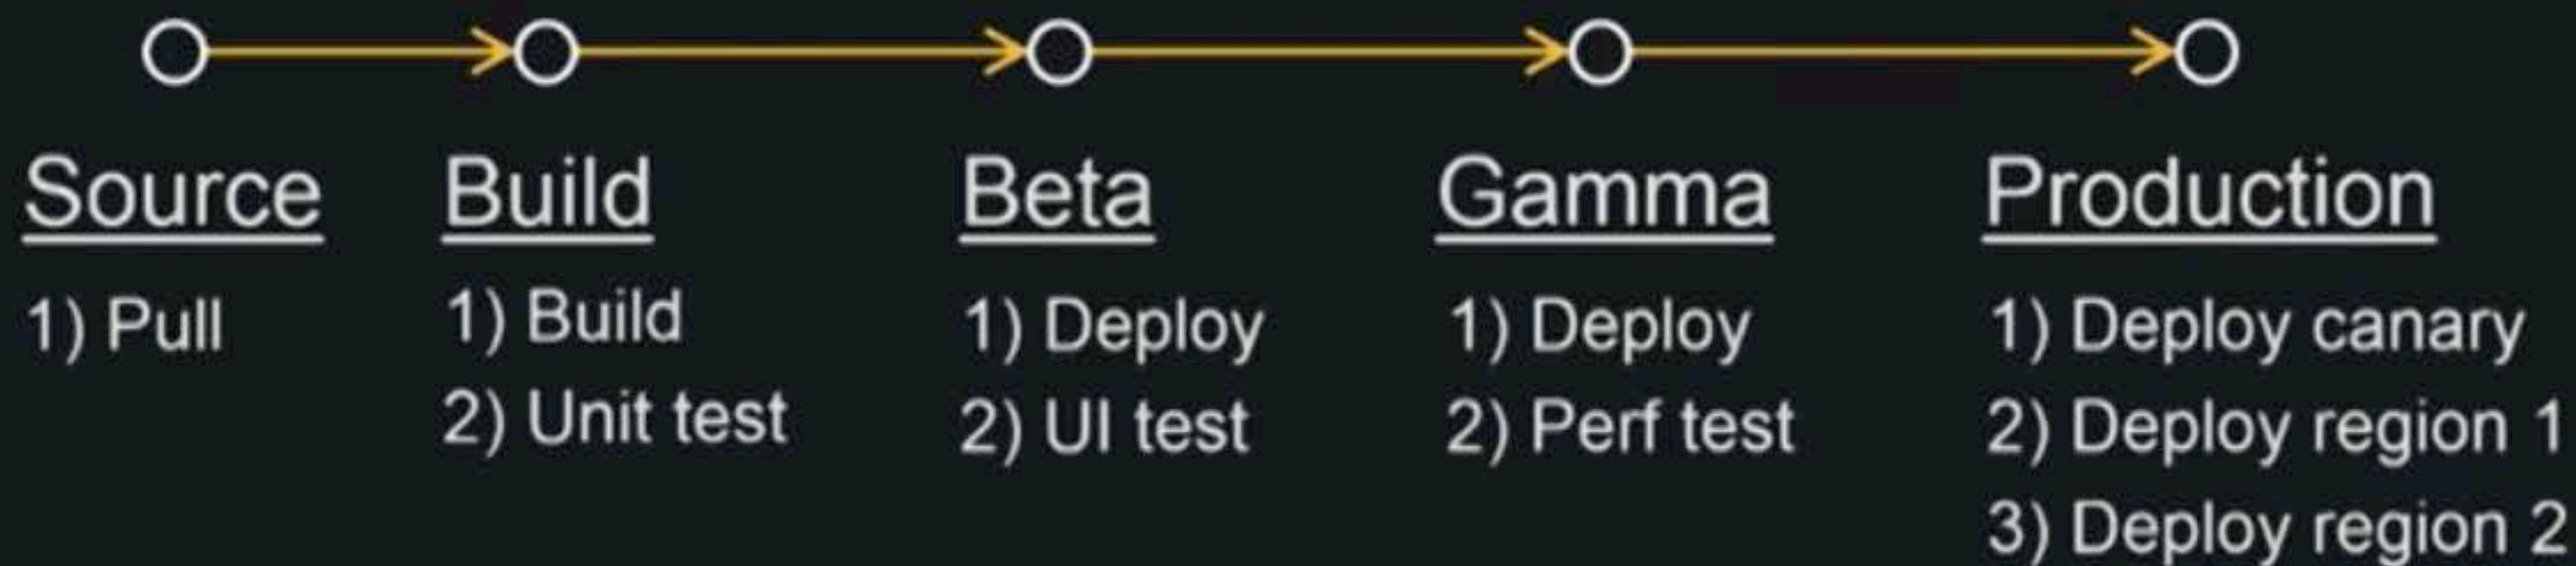 Source
1) Pull
Build
1) Build
2) Unit test
Beta
1) Deploy
2) UI test
Gamma
1) Deploy
2) Perf test
Production
1) Deploy canary
2) Deploy region 1
3) Deploy region 2